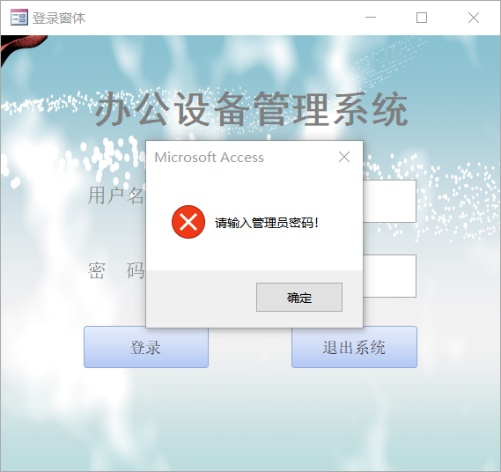 登录窗体
办公设备管理系统
Microsoft Access
用户名
请输入管理员密码!
密 码
确定
登录
退出系统